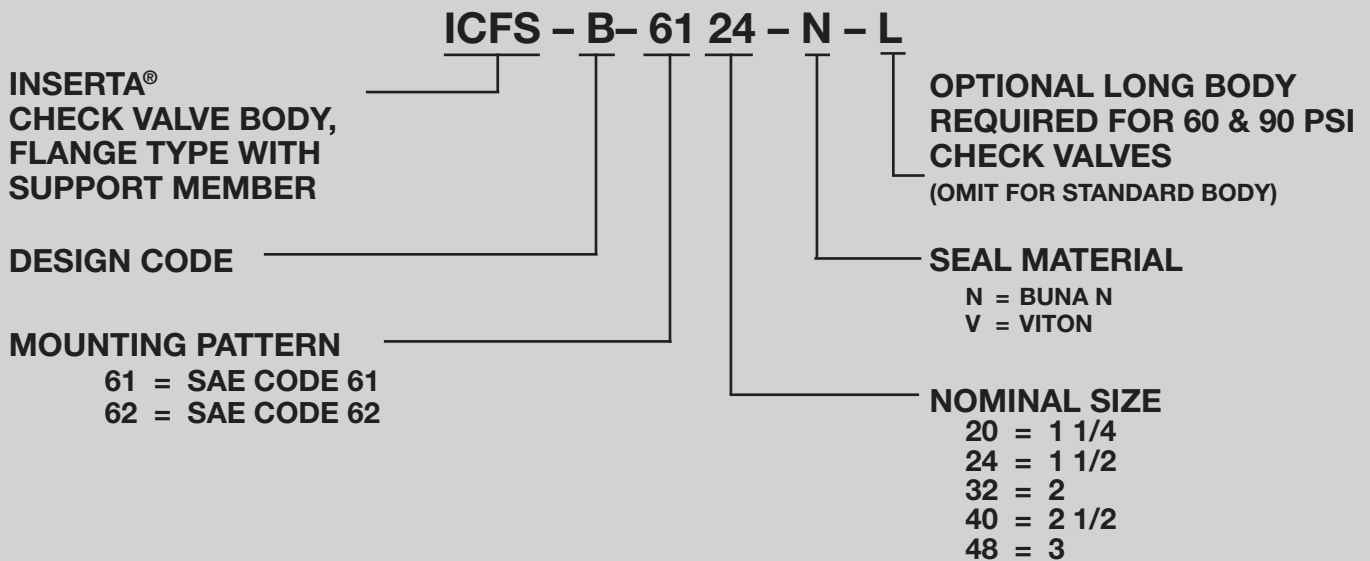 ICFS – B– 61 24 – N – L
INSERTA®
CHECK VALVE BODY,
FLANGE TYPE WITH
SUPPORT MEMBER
DESIGN CODE
MOUNTING PATTERN
61 = SAE CODE 61
62 = SAE CODE 62
OPTIONAL LONG BODY
REQUIRED FOR 60 & 90 PSI
CHECK VALVES
(OMIT FOR STANDARD BODY)
SEAL MATERIAL
N = BUNA N
V = VITON
NOMINAL SIZE
20 = 1 1/4
24 = 1 1/2
32 = 2
40 = 2 1/2
48 = 3